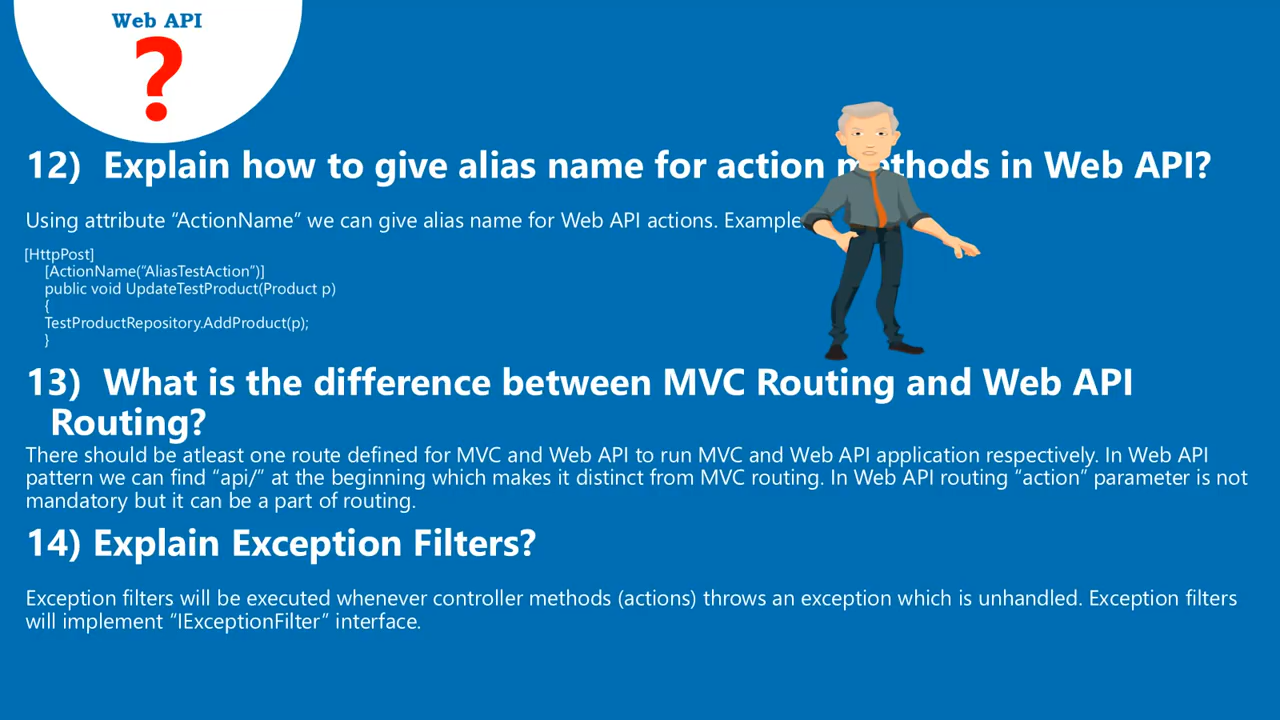 Web API
?
12) Explain how to give alias name for action methods in Web API?
Using attribute “ActionName” we can give alias name for Web API actions. Example
[HttpPost]
[ActionName(“AliasTestAction”)]
public void UpdateTestProduct(Product p)
{
TestProductRepository.AddProduct(p);
}
13) What is the difference between MVC Routing and Web API
Routing?
There should be atleast one route defined for MVC and Web API to run MVC and Web API application respectively. In Web API
pattern we can find “api/” at the beginning which makes it distinct from MVC routing. In Web API routing “action” parameter is not
mandatory but it can be a part of routing.
14) Explain Exception Filters?
Exception filters will be executed whenever controller methods (actions) throws an exception which is unhandled. Exception filters
will implement “IExceptionFilter” interface.